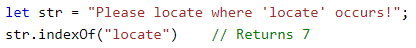 let str = "Please locate where 'locate' occurs!";
str.indexOf("locate")    // Returns 7